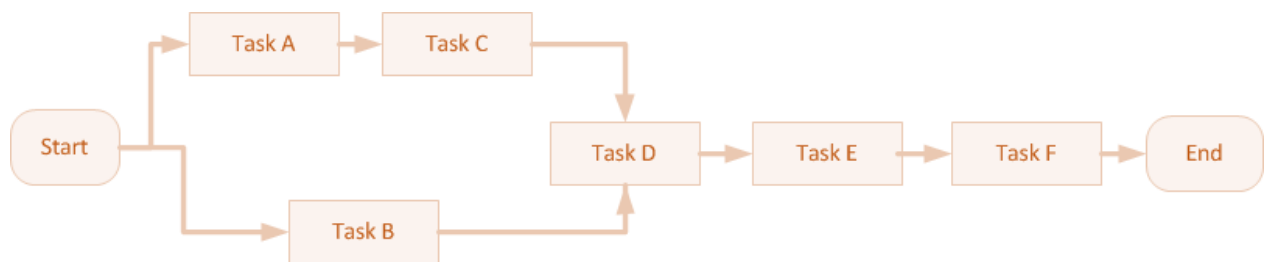 Task A
Task C
Start
Task D
Task E
Task F
End
Task B